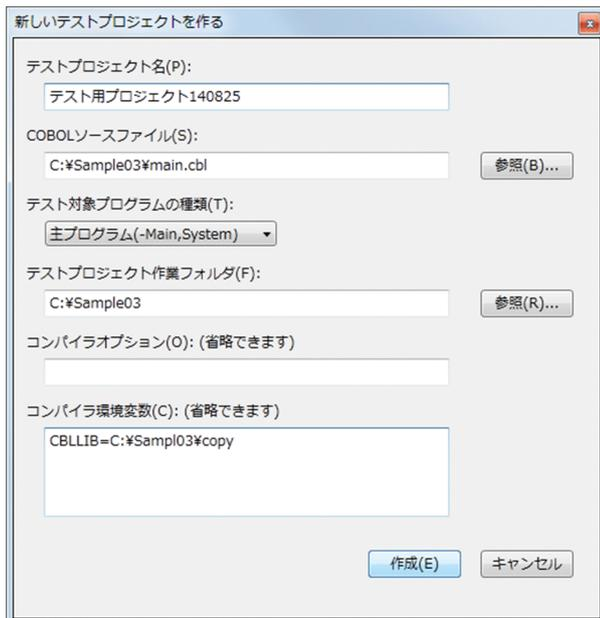 新しいテストプロジェクトを作る
テストプロジェクト名(P):
テスト用プロジェクト140825
COBOLソースファイル(S):
C:¥Sample03¥main.cbl
参照(B)...
テスト対象プログラムの種類(T):
主プログラム(-Main,System)
テストプロジェクト作業フォルダ(F):
C:¥Sample03
参照(R)...
コンパイラオプション(O): (省略できます)
コンパイラ環境変数(C): (省略できます)
CBLLIB=C:¥Sampl03¥copy
作成(E)
キャンセル